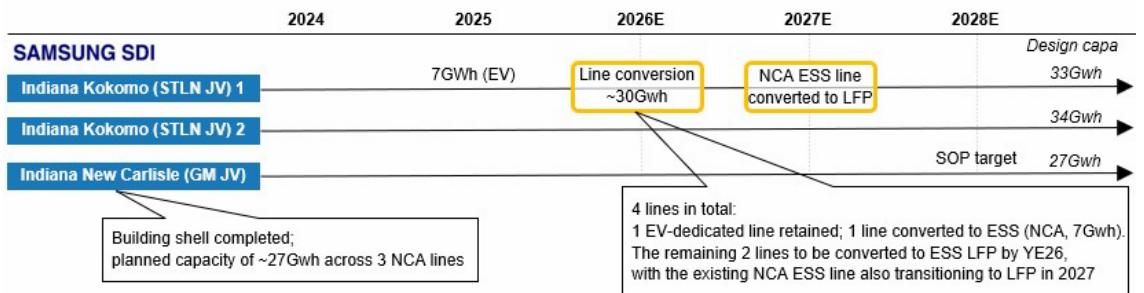 2024 2025 2026E 2027E 2028E
SAMSUNG SDI
Design capa
Indiana Kokomo (STLN JV) 1
7GWh (EV)
Line conversion
~30Gwh
NCA ESS line
converted to LFP
33Gwh
Indiana Kokomo (STLN JV) 2
34Gwh
Indiana New Carlisle (GM JV)
SOP target
27Gwh
Building shell completed;
planned capacity of ~27Gwh across 3 NCA lines
4 lines in total:
1 EV-dedicated line retained; 1 line converted to ESS (NCA, 7Gwh).
The remaining 2 lines to be converted to ESS LFP by YE26,
with the existing NCA ESS line also transitioning to LFP in 2027